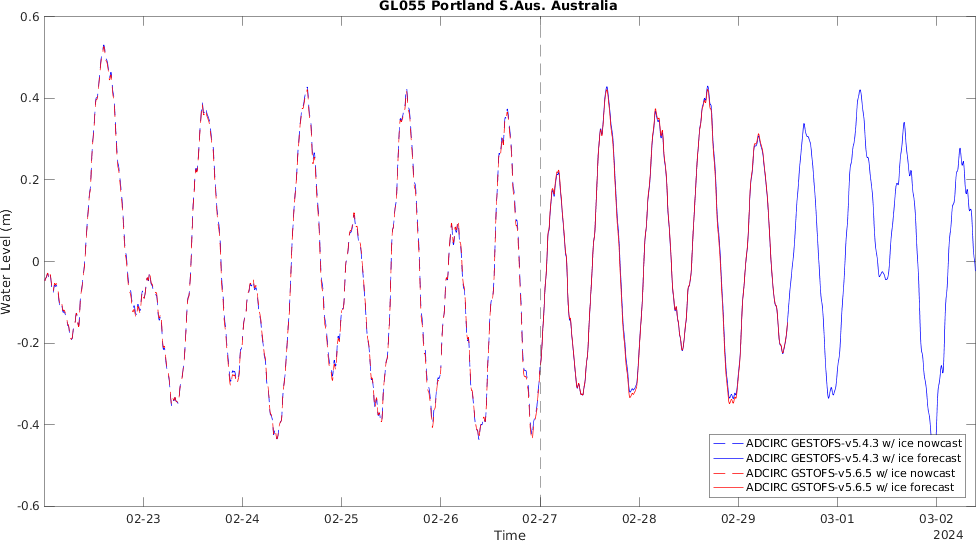 GL055 Portland S.Aus. Australia
0.6
0.4
0.2
0
-0.2
-0.4
-0.6
Water Level (m)
02-23
02-24
02-25
02-26
02-27
02-28
02-29
03-01
03-02
Time
2024
ADCIRC GESTOFS-v5.4.3 w/ ice nowcast
ADCIRC GESTOFS-v5.4.3 w/ ice forecast
ADCIRC GSTOFS-v5.6.5 w/ ice nowcast
ADCIRC GSTOFS-v5.6.5 w/ ice forecast